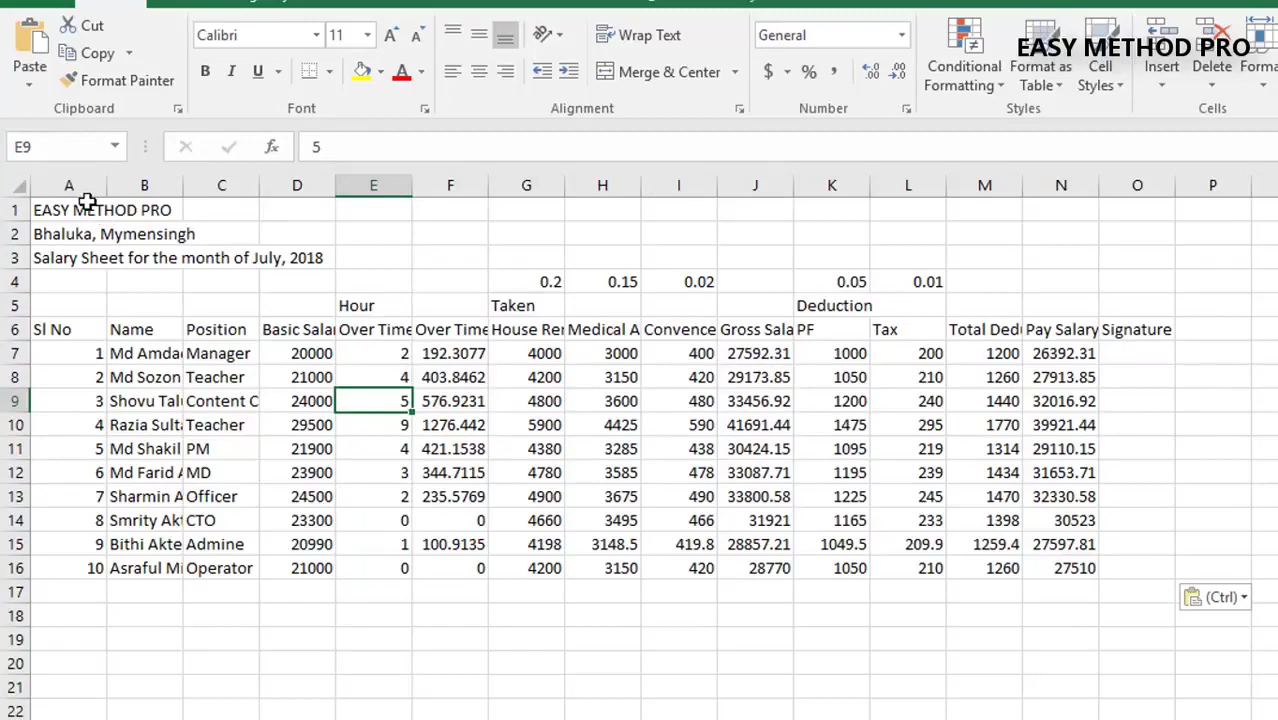 Cut
Copy
Paste
Format Painter
Clipboard
Calibri 11 A A
B I U A
Font
Wrap Text
Merge & Center
Alignment
General
$ % ,
Number
EASY METHOD PRO
Conditional Format as Cell
Formatting Table Styles
Styles
Insert Delete
Cells
E9 fx 5
A B C D E F G H I J K L M N O P
1 EASY METHOD PRO
2 Bhaluka, Mymensingh
3 Salary Sheet for the month of July, 2018
4 0.2 0.15 0.02 0.05 0.01
5 Hour Taken Deduction
6 Sl No Name Position Basic Salar Over Time Over Time House Ren Medical A Convence Gross Sala PF Tax Total Dedu Pay Salary Signature
7 1 Md Amdad Manager 20000 2 192.3077 4000 3000 400 27592.31 1000 200 1200 26392.31
8 2 Md Sozon Teacher 21000 4 403.8462 4200 3150 420 29173.85 1050 210 1260 27913.85
9 3 Shovu Talu Content C 24000 5 576.9231 4800 3600 480 33456.92 1200 240 1440 32016.92
10 4 Razia Sulta Teacher 29500 9 1276.442 5900 4425 590 41691.44 1475 295 1770 39921.44
11 5 Md Shakil PM 21900 4 421.1538 4380 3285 438 30424.15 1095 219 1314 29110.15
12 6 Md Farid A MD 23900 3 344.7115 4780 3585 478 33087.71 1195 239 1434 31653.71
13 7 Sharmin A Officer 24500 2 235.5769 4900 3675 490 33800.58 1225 245 1470 32330.58
14 8 Smrity Akt CTO 23300 0 0 4660 3495 466 31921 1165 233 1398 30523
15 9 Bithi Akte Admine 20990 1 100.9135 4198 3148.5 419.8 28857.21 1049.5 209.9 1259.4 27597.81
16 10 Asraful Mi Operator 21000 0 0 4200 3150 420 28770 1050 210 1260 27510
17
(Ctrl)
18
19
20
21
22